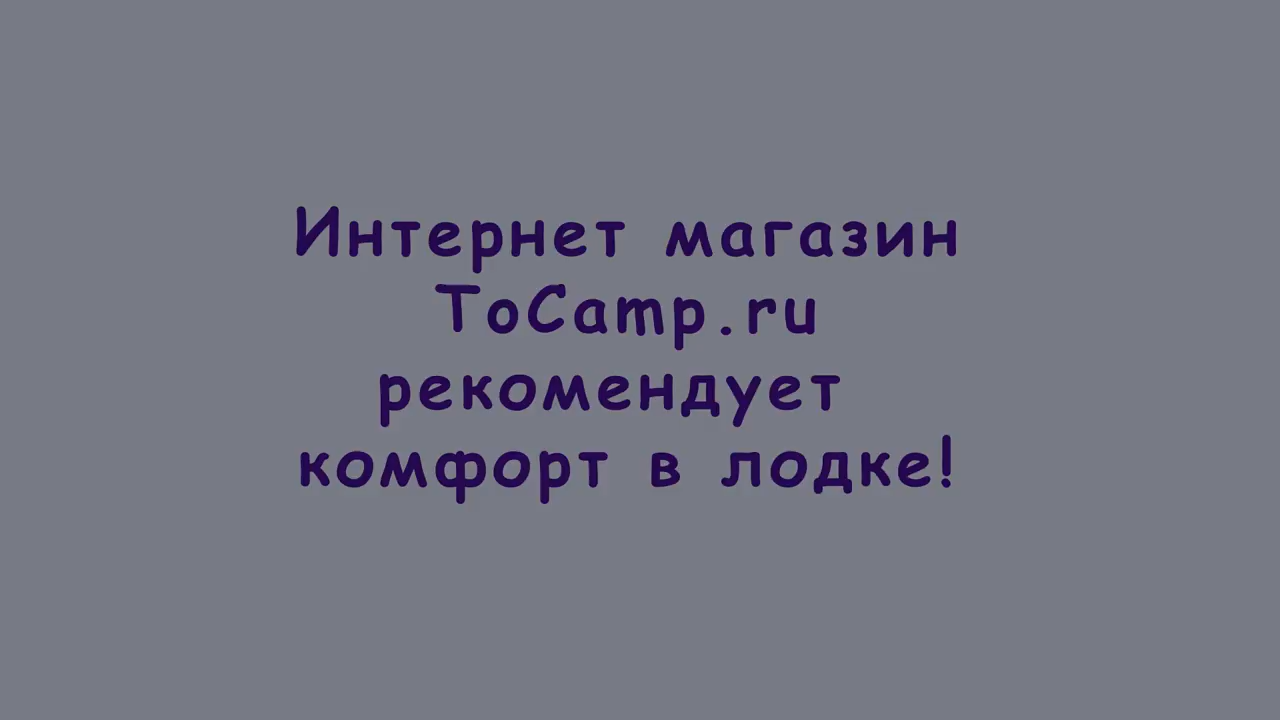 Интернет магазин
ToCamp.ru
рекомендует
комфорт в лодке!